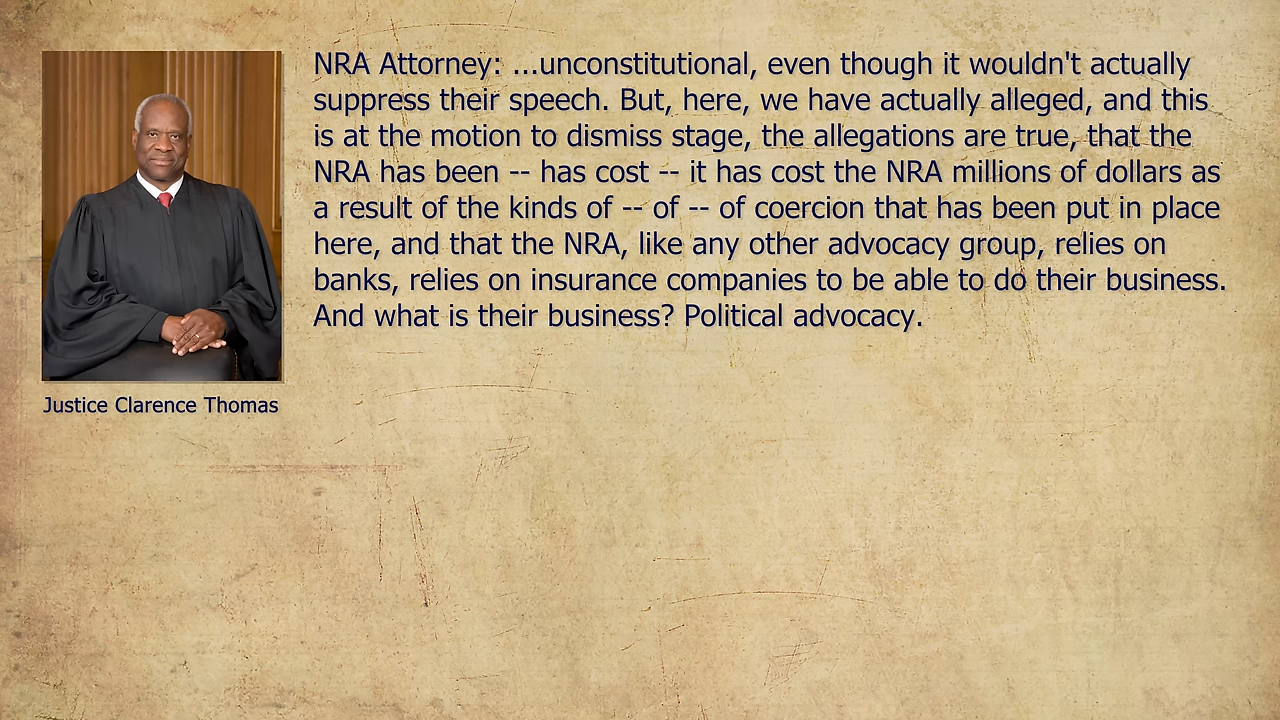 NRA Attorney: ...unconstitutional, even though it wouldn't actually
suppress their speech. But, here, we have actually alleged, and this
is at the motion to dismiss stage, the allegations are true, that the
NRA has been -- has cost -- it has cost the NRA millions of dollars as
a result of the kinds of -- of -- of coercion that has been put in place
here, and that the NRA, like any other advocacy group, relies on
banks, relies on insurance companies to be able to do their business.
And what is their business? Political advocacy.
Justice Clarence Thomas